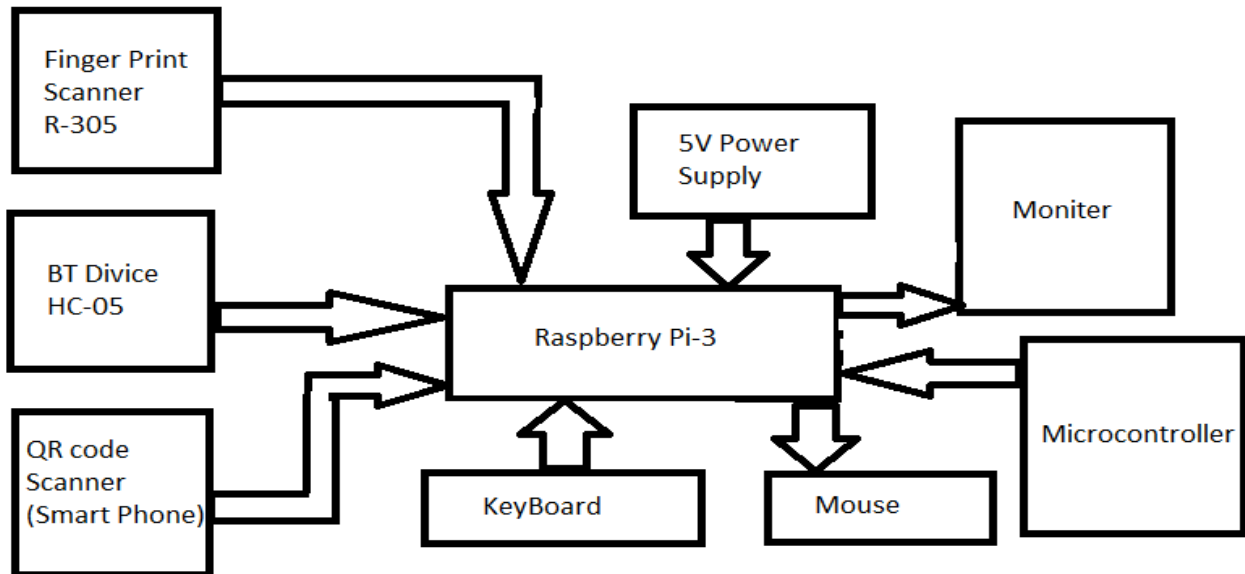 Finger Print
Scanner
R-305
5V Power
Supply
Moniter
BT Divice
HC-05
Raspberry Pi-3
Microcontroller
QR code
Scanner
(Smart Phone)
KeyBoard
Mouse